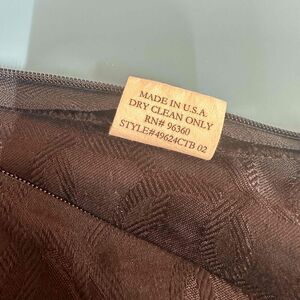 MADE IN U.S.A.
DRY CLEAN ONLY
RN# 96360
STYLE#49624CTB 02